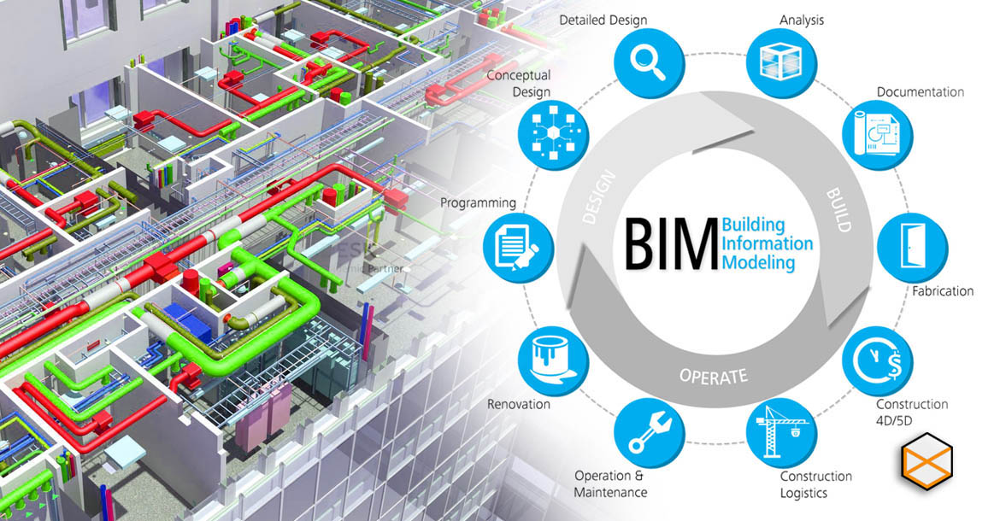 Detailed Design
Analysis
Conceptual
Design
Documentation
DESIGN
BUILD
Programming
BIM
Building
Information
Modeling
Partner
Fabrication
OPERATE
Renovation
Construction
4D/5D
Operation &
Maintenance
Construction
Logistics